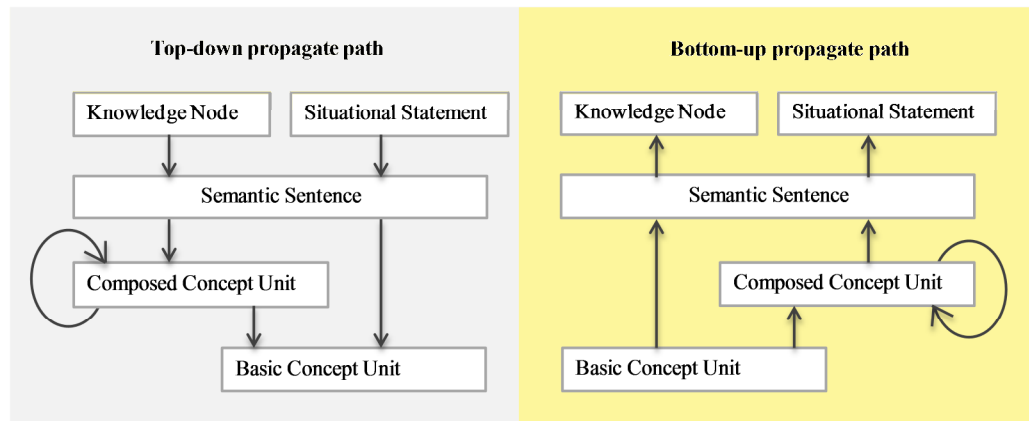 Top-down propagate path
Knowledge Node
Situational Statement
Semantic Sentence
Composed Concept Unit
Basic Concept Unit
Bottom-up propagate path
Knowledge Node
Situational Statement
Semantic Sentence
Composed Concept Unit
Basic Concept Unit